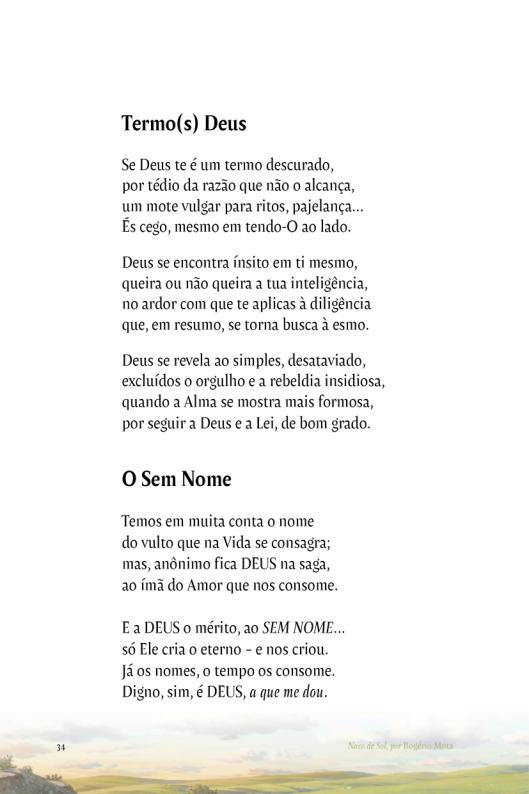 Termo(s) Deus
Se Deus te é um termo descurado,
por tédio da razão que não o alcança,
um mote vulgar para ritos, pajelança...
És cego, mesmo em tendo-O ao lado.
Deus se encontra ínsito em ti mesmo,
queira ou não queira a tua inteligência,
no ardor com que te aplicas à diligência
que, em resumo, se torna busca à esmo.
Deus se revela ao simples, desataviado,
excluídos o orgulho e a rebeldia insidiosa,
quando a Alma se mostra mais formosa,
por seguir a Deus e a Lei, de bom grado.
O Sem Nome
Temos em muita conta o nome
do vulto que na Vida se consagra;
mas, anônimo fica DEUS na saga,
ao ímã do Amor que nos consome.
E a DEUS o mérito, ao SEM NOME...
só Ele cria o eterno – e nos criou.
Já os nomes, o tempo os consome.
Digno, sim, é DEUS, a que me dou.
34
Naco de Sol, por Rogério Mota